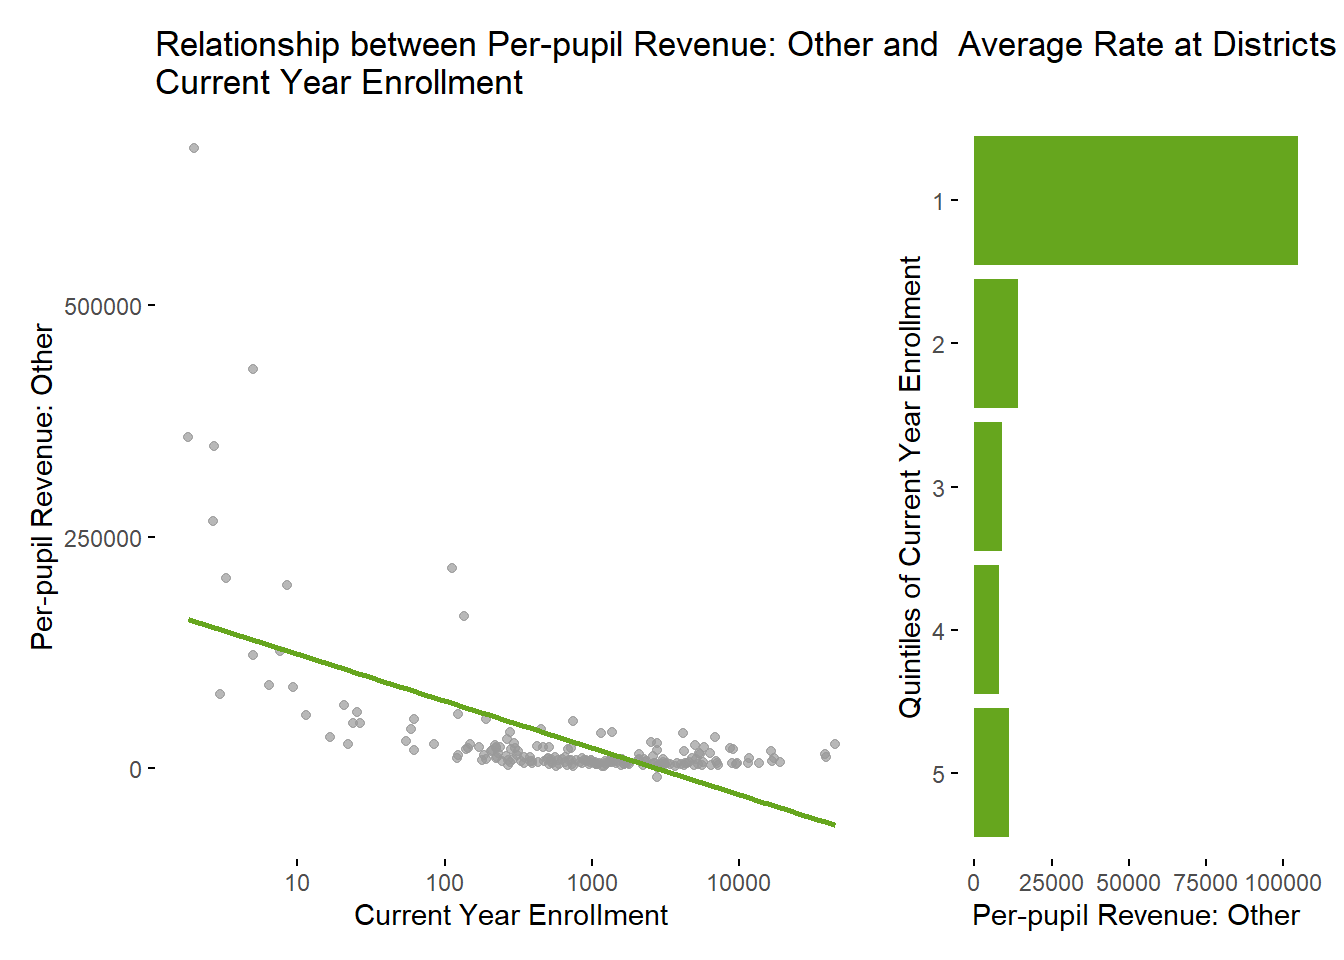 Relationship between Per-pupil Revenue: Other and
Current Year Enrollment
Per-pupil Revenue: Other
500000
250000
0
10
100
1000
10000
Current Year Enrollment
Average Rate at Districts
Quintiles of Current Year Enrollment
1
2
3
4
5
0
25000
50000
75000
100000
Per-pupil Revenue: Other